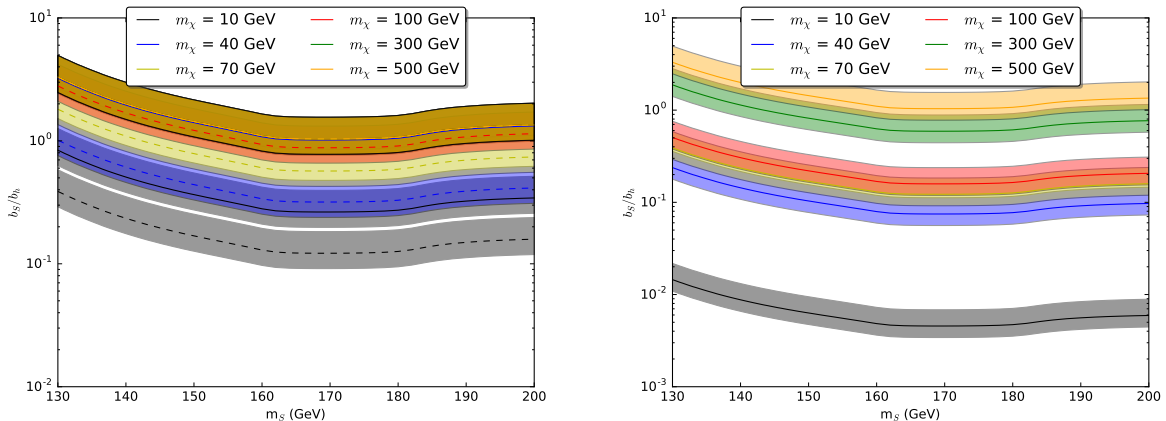 m_χ = 10 GeV m_χ = 100 GeV
m_χ = 40 GeV m_χ = 300 GeV
m_χ = 70 GeV m_χ = 500 GeV
b_S/b_h
10^1
10^0
10^-1
10^-2
130 140 150 160 170 180 190 200
m_S (GeV)
m_χ = 10 GeV m_χ = 100 GeV
m_χ = 40 GeV m_χ = 300 GeV
m_χ = 70 GeV m_χ = 500 GeV
b_S/b_h
10^1
10^0
10^-1
10^-2
10^-3
130 140 150 160 170 180 190 200
m_S (GeV)